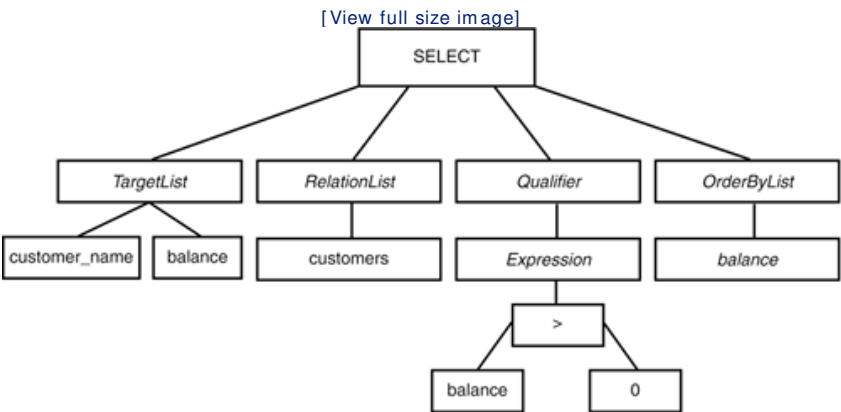 [View full size image]
SELECT
TargetList
RelationList
Qualifier
OrderByList
customer_name
balance
customers
Expression
balance
>
balance
0